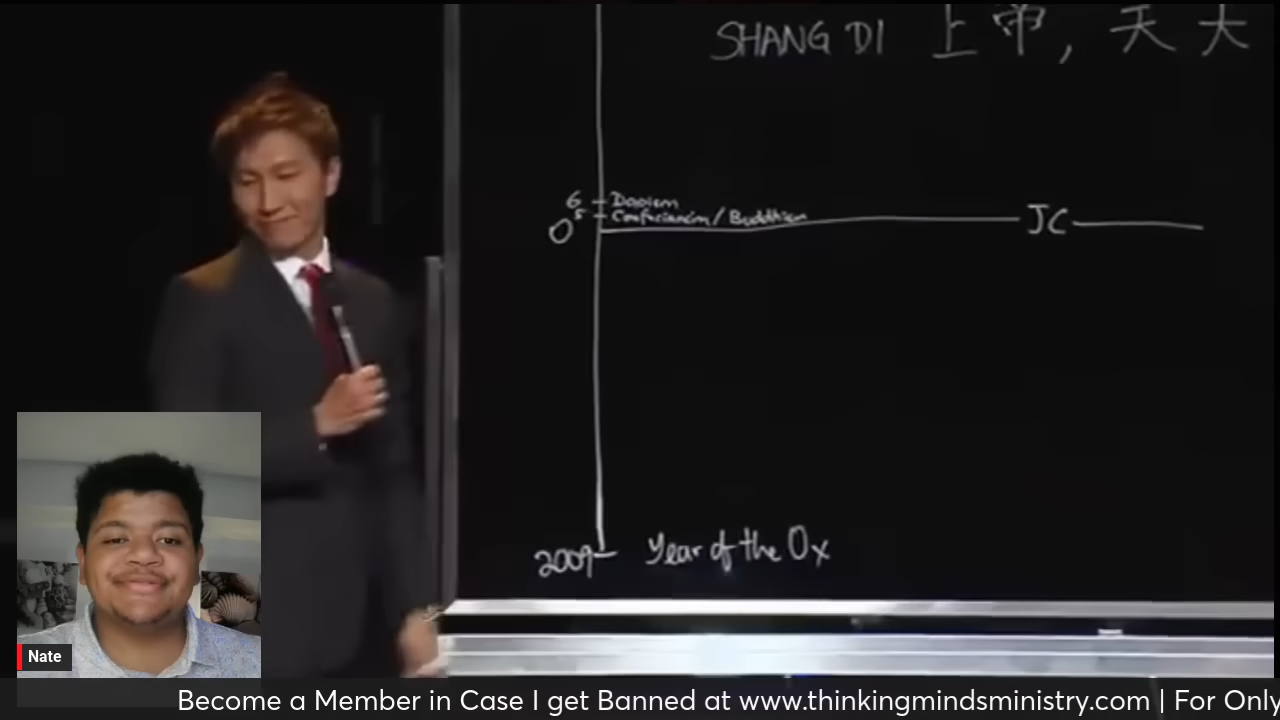 SHANG DI 上帝, 天大
6 Daoism
5 Confucianism / Buddhism
0 JC
2009 Year of the Ox
Nate
Become a Member in Case I get Banned at www.thinkingmindsministry.com | For Only